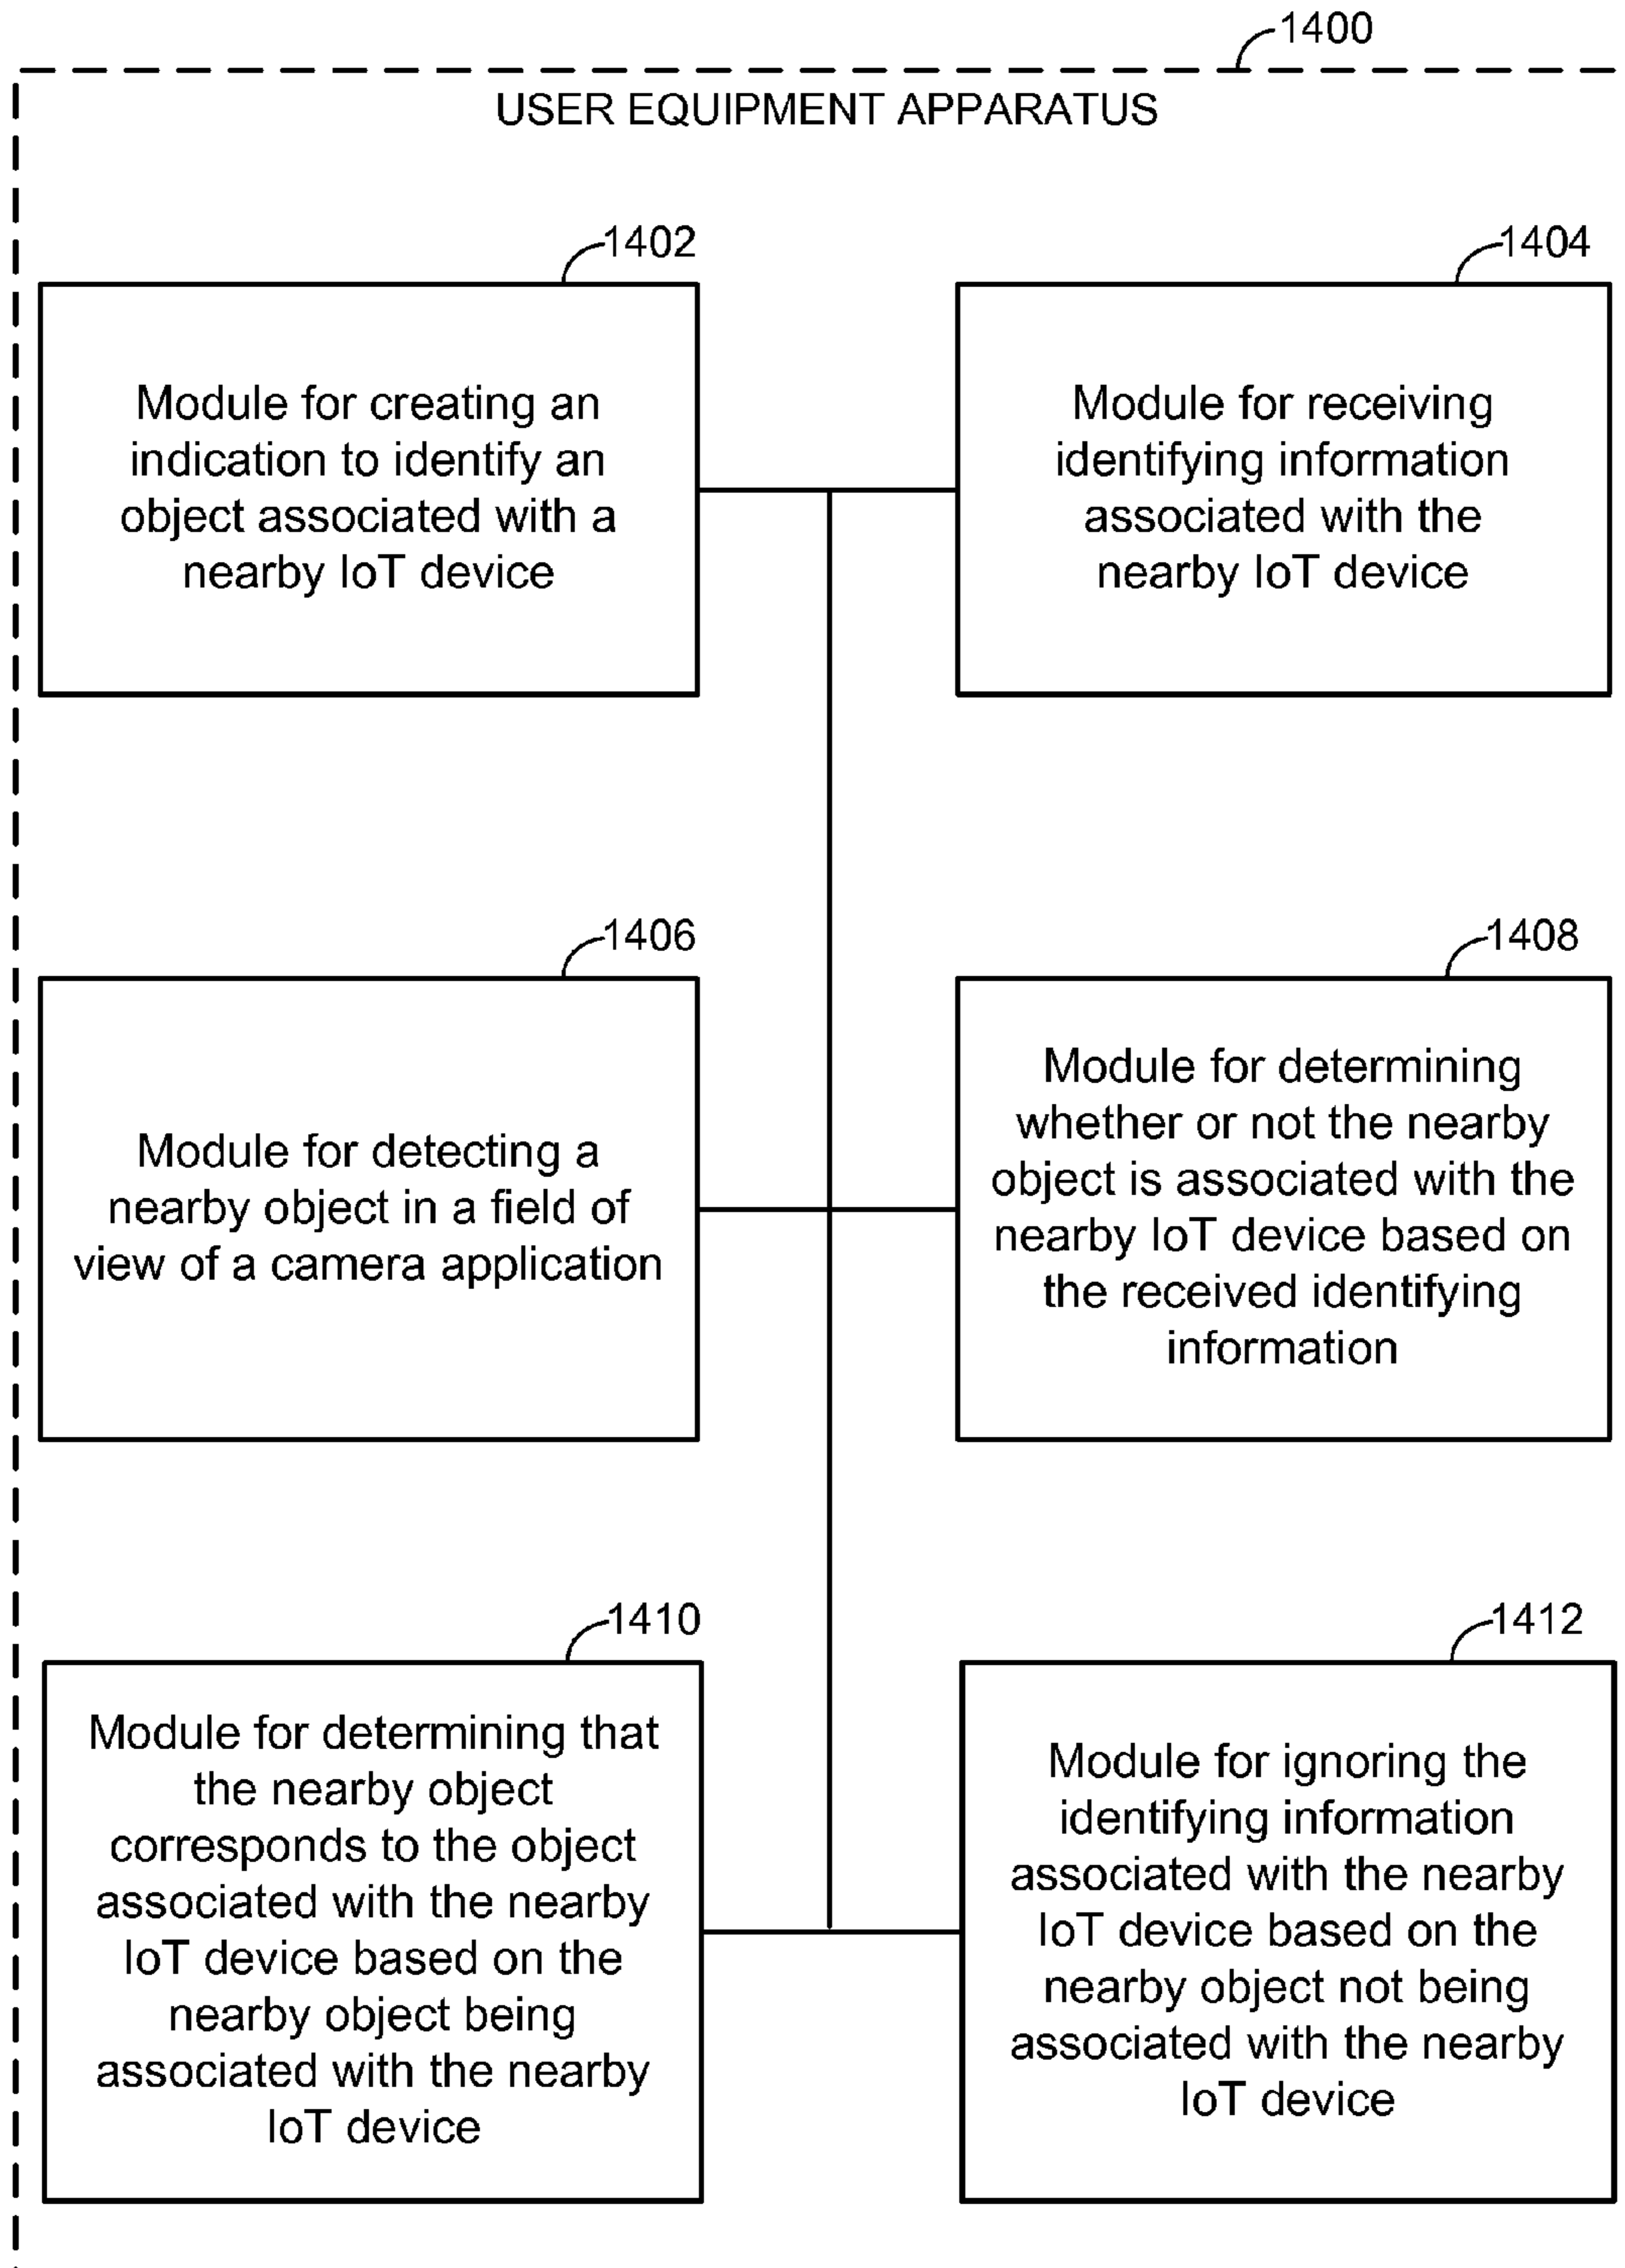 1400
USER EQUIPMENT APPARATUS
1402
Module for creating an
indication to identify an
object associated with a
nearby IoT device
1404
Module for receiving
identifying information
associated with the
nearby IoT device
1406
Module for detecting a
nearby object in a field of
view of a camera application
1408
Module for determining
whether or not the nearby
object is associated with the
nearby IoT device based on
the received identifying
information
1410
Module for determining that
the nearby object
corresponds to the object
associated with the nearby
IoT device based on the
nearby object being
associated with the nearby
IoT device
1412
Module for ignoring the
identifying information
associated with the nearby
IoT device based on the
nearby object not being
associated with the nearby
IoT device